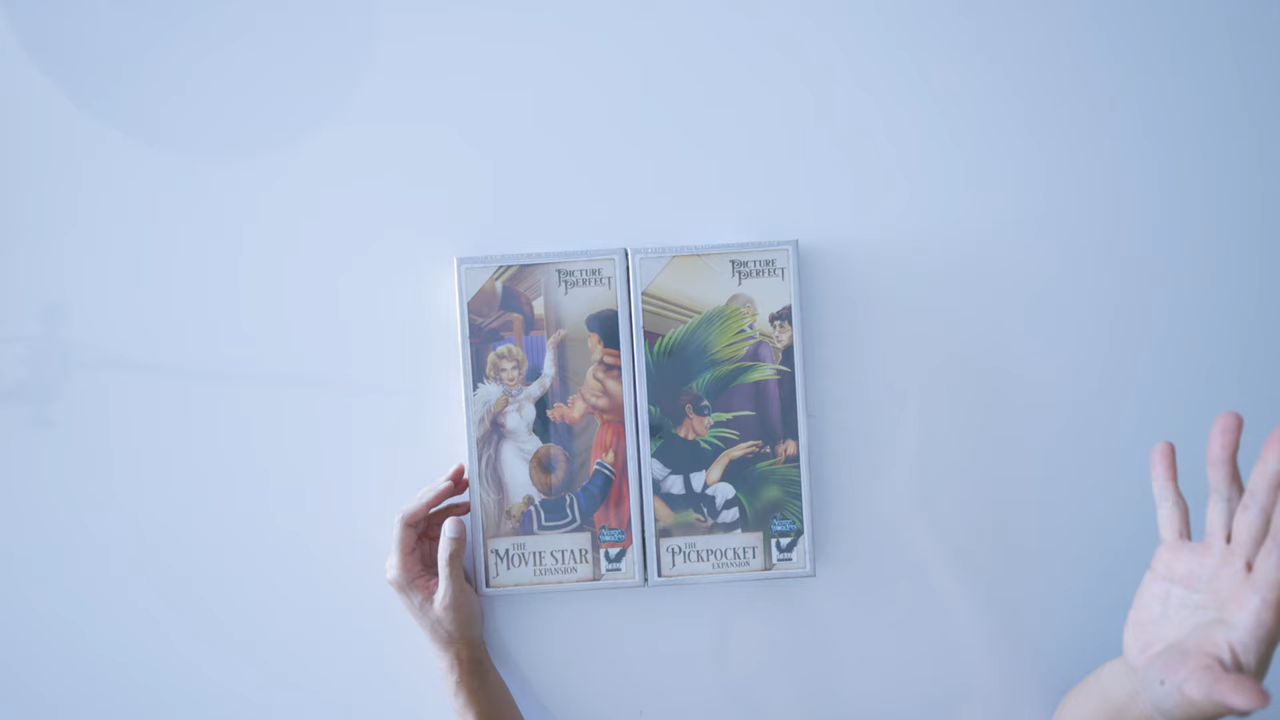 PICTURE
PERFECT
THE
MOVIE STAR
EXPANSION
PICTURE
PERFECT
THE
PICKPOCKET
EXPANSION